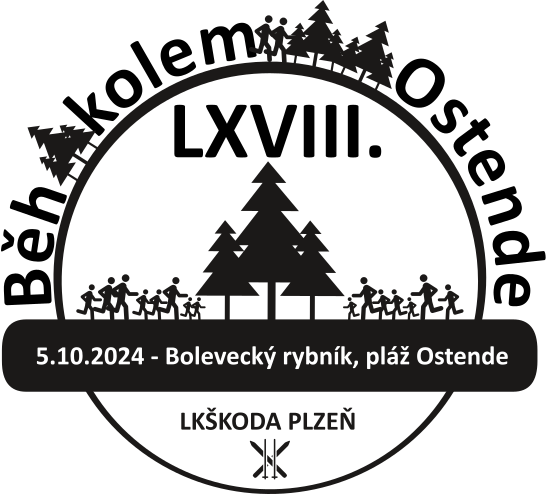 Běh kolem Ostende
LXVIII.
5.10.2024 - Bolevecký rybník, pláž Ostende
LKŠKODA PLZEŇ